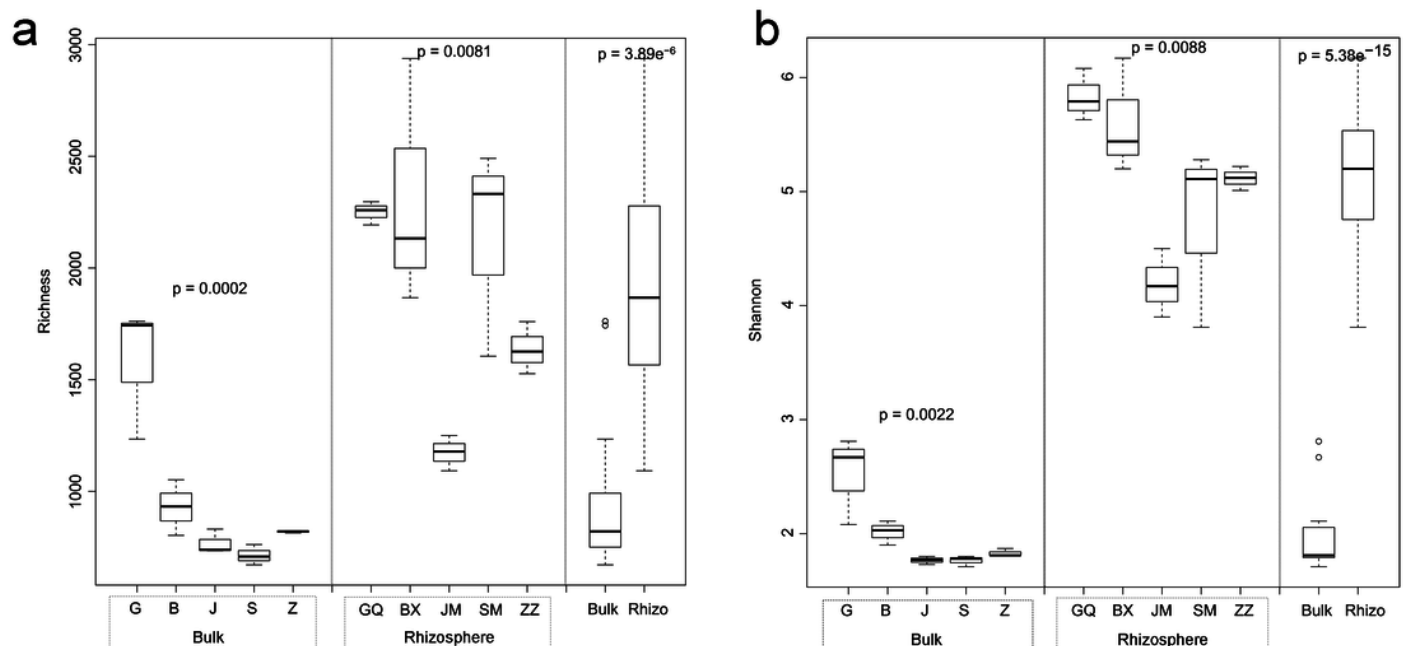 a
b
p = 0.0081
p = 3.89e⁻⁶
p = 0.0002
3000
2500
2000
1500
1000
Richness
G B J S Z
GQ BX JM SM ZZ
Bulk Rhizo
Bulk
Rhizosphere
p = 0.0088
p = 5.38e⁻¹⁵
p = 0.0022
6
5
4
3
2
Shannon
G B J S Z
GQ BX JM SM ZZ
Bulk Rhizo
Bulk
Rhizosphere